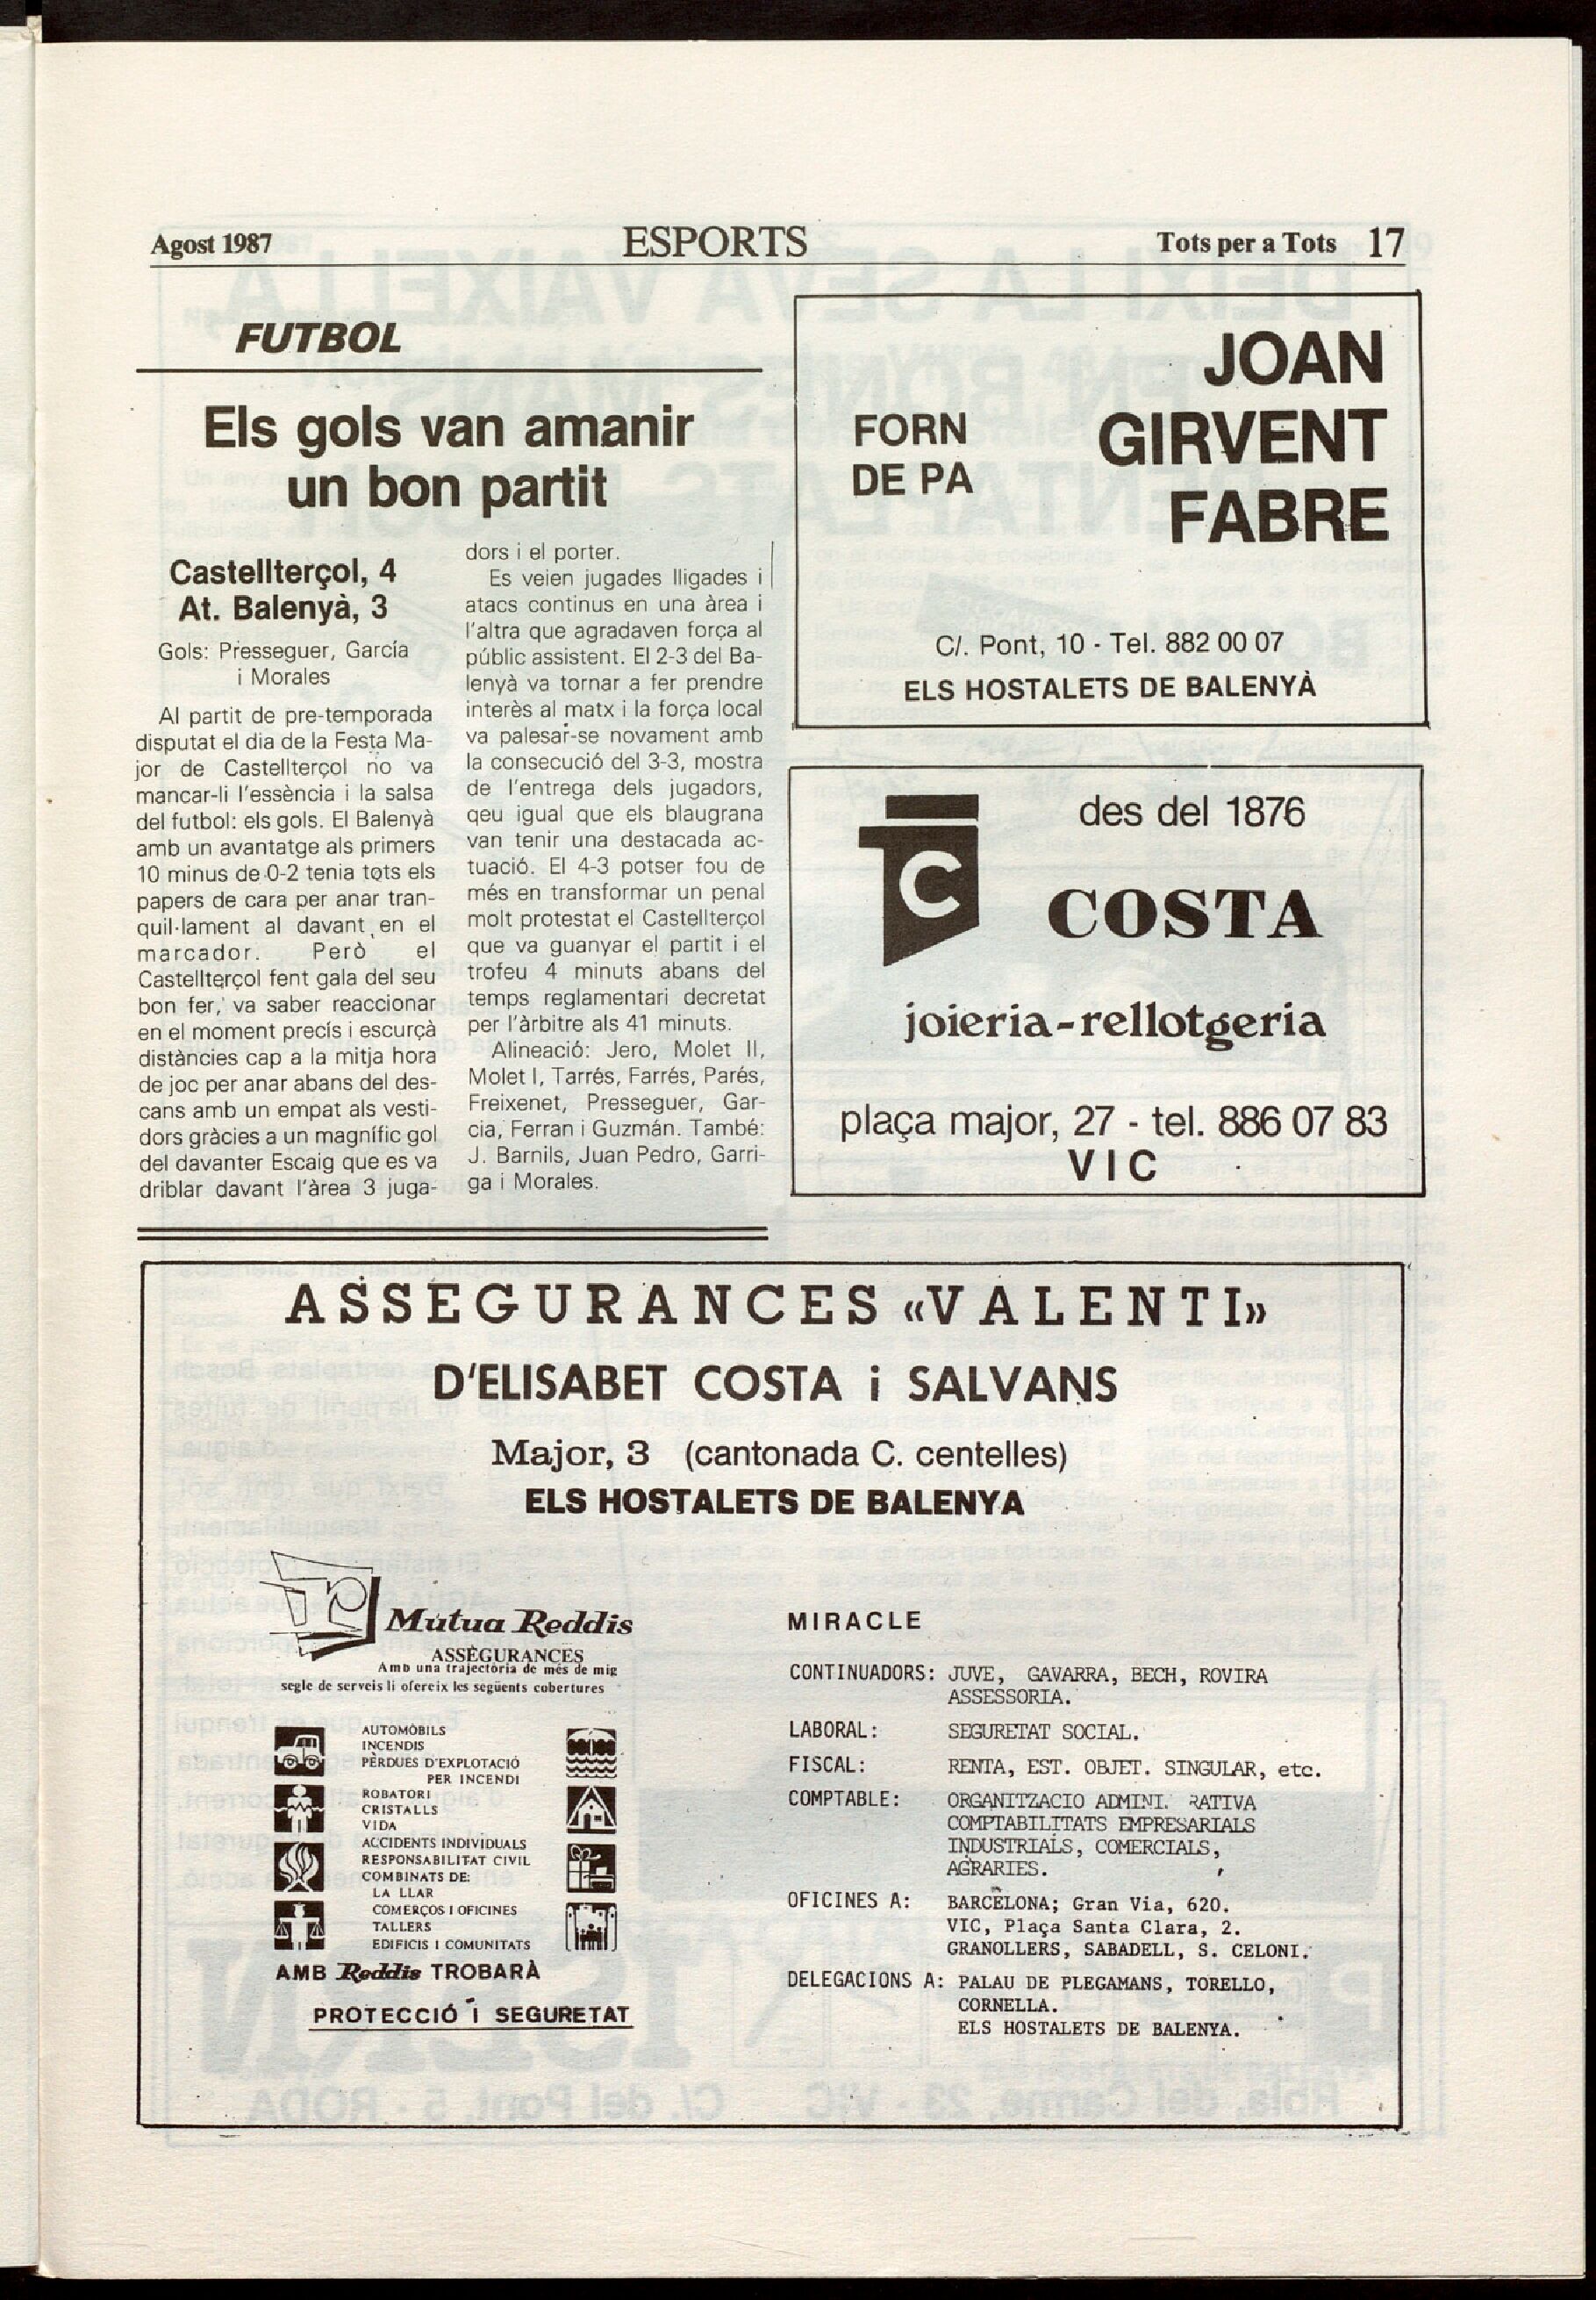 Agost 1987
ESPORTS
Tots per a Tots 17
FUTBOL
Els gols van amanir
un bon partit
Castellterçol, 4
At. Balenyà, 3
Gols: Presseguer, García
i Morales
Al partit de pre-temporada
disputat el dia de la Festa Ma-
jor de Castellterçol no va
mancar-li l'essència i la salsa
del futbol: els gols. El Balenyà
amb un avantatge als primers
10 minus de 0-2 tenia tots els
papers de cara per anar tran-
quil·lament al davant en el
marcador. Però el
Castellterçol fent gala del seu
bon fer, va saber reaccionar
en el moment precís i escurçà
distàncies cap a la mitja hora
de joc per anar abans del des-
cans amb un empat als vesti-
dors gràcies a un magnífic gol
del davanter Escaig que es va
driblar davant l'àrea 3 juga-
dors i el porter.
Es veien jugades lligades i
atacs continus en una àrea i
l'altra que agradaven força al
públic assistent. El 2-3 del Ba-
lenyà va tornar a fer prendre
interès al matx i la força local
va palesar-se novament amb
la consecució del 3-3, mostra
de l'entrega dels jugadors,
qeu igual que els blaugrana
van tenir una destacada ac-
tuació. El 4-3 potser fou de
més en transformar un penal
molt protestat el Castellterçol
que va guanyar el partit i el
trofeu 4 minuts abans del
temps reglamentari decretat
per l'àrbitre als 41 minuts.
Alineació: Jero, Molet II,
Molet I, Tarrés, Farrés, Parés,
Freixenet, Presseguer, Gar-
cia, Ferran i Guzmán. També:
J. Barnils, Juan Pedro, Garri-
ga i Morales.
FORN
DE PA
JOAN
GIRVENT
FABRE
C/. Pont, 10 - Tel. 882 00 07
ELS HOSTALETS DE BALENYÀ
C
des del 1876
COSTA
joieria-rellotgeria
plaça major, 27 - tel. 886 07 83
VIC
ASSEGURANCES «VALENTI»
D'ELISABET COSTA i SALVANS
Major, 3 (cantonada C. centelles)
ELS HOSTALETS DE BALENYA
Mutua Reddis
ASSEGURANCES
Amb una trajectòria de més de mig
segle de serveis li ofereix les següents cobertures
AUTOMÒBILS
INCENDIS
PÈRDUES D'EXPLOTACIÓ
PER INCENDI
ROBATORI
CRISTALLS
VIDA
ACCIDENTS INDIVIDUALS
RESPONSABILITAT CIVIL
COMBINATS DE:
LA LLAR
COMERÇOS I OFICINES
TALLERS
EDIFICIS I COMUNITATS
AMB Reddis TROBARÀ
PROTECCIÓ i SEGURETAT
MIRACLE
CONTINUADORS: JUVE, GAVARRA, BECH, ROVIRA
ASSESSORIA.
LABORAL: SEGURETAT SOCIAL.
FISCAL: RENTA, EST. OBJET. SINGULAR, etc.
COMPTABLE: ORGANITZACIO ADMINI. RATIVA
COMPTABILITATS EMPRESARIALS
INDUSTRIALS, COMERCIALS,
AGRARIES.
OFICINES A: BARCELONA; Gran Via, 620.
VIC, Plaça Santa Clara, 2.
GRANOLLERS, SABADELL, S. CELONI.
DELEGACIONS A: PALAU DE PLEGAMANS, TORELLO,
CORNELLA.
ELS HOSTALETS DE BALENYA.